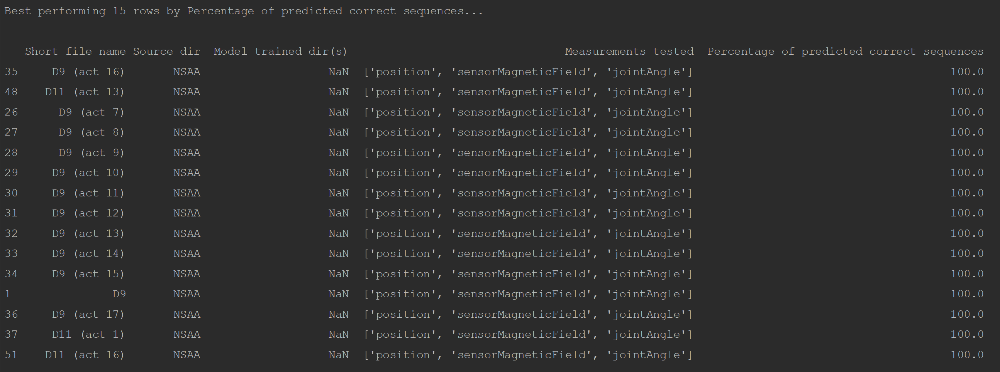 Best performing 15 rows by Percentage of predicted correct sequences...
Short file name Source dir Model trained dir(s) Measurements tested Percentage of predicted correct sequences
35 D9 (act 16) NSAA NaN ['position', 'sensorMagneticField', 'jointAngle'] 100.0
48 D11 (act 13) NSAA NaN ['position', 'sensorMagneticField', 'jointAngle'] 100.0
26 D9 (act 7) NSAA NaN ['position', 'sensorMagneticField', 'jointAngle'] 100.0
27 D9 (act 8) NSAA NaN ['position', 'sensorMagneticField', 'jointAngle'] 100.0
28 D9 (act 9) NSAA NaN ['position', 'sensorMagneticField', 'jointAngle'] 100.0
29 D9 (act 10) NSAA NaN ['position', 'sensorMagneticField', 'jointAngle'] 100.0
30 D9 (act 11) NSAA NaN ['position', 'sensorMagneticField', 'jointAngle'] 100.0
31 D9 (act 12) NSAA NaN ['position', 'sensorMagneticField', 'jointAngle'] 100.0
32 D9 (act 13) NSAA NaN ['position', 'sensorMagneticField', 'jointAngle'] 100.0
33 D9 (act 14) NSAA NaN ['position', 'sensorMagneticField', 'jointAngle'] 100.0
34 D9 (act 15) NSAA NaN ['position', 'sensorMagneticField', 'jointAngle'] 100.0
1 D9 NSAA NaN ['position', 'sensorMagneticField', 'jointAngle'] 100.0
36 D9 (act 17) NSAA NaN ['position', 'sensorMagneticField', 'jointAngle'] 100.0
37 D11 (act 1) NSAA NaN ['position', 'sensorMagneticField', 'jointAngle'] 100.0
51 D11 (act 16) NSAA NaN ['position', 'sensorMagneticField', 'jointAngle'] 100.0